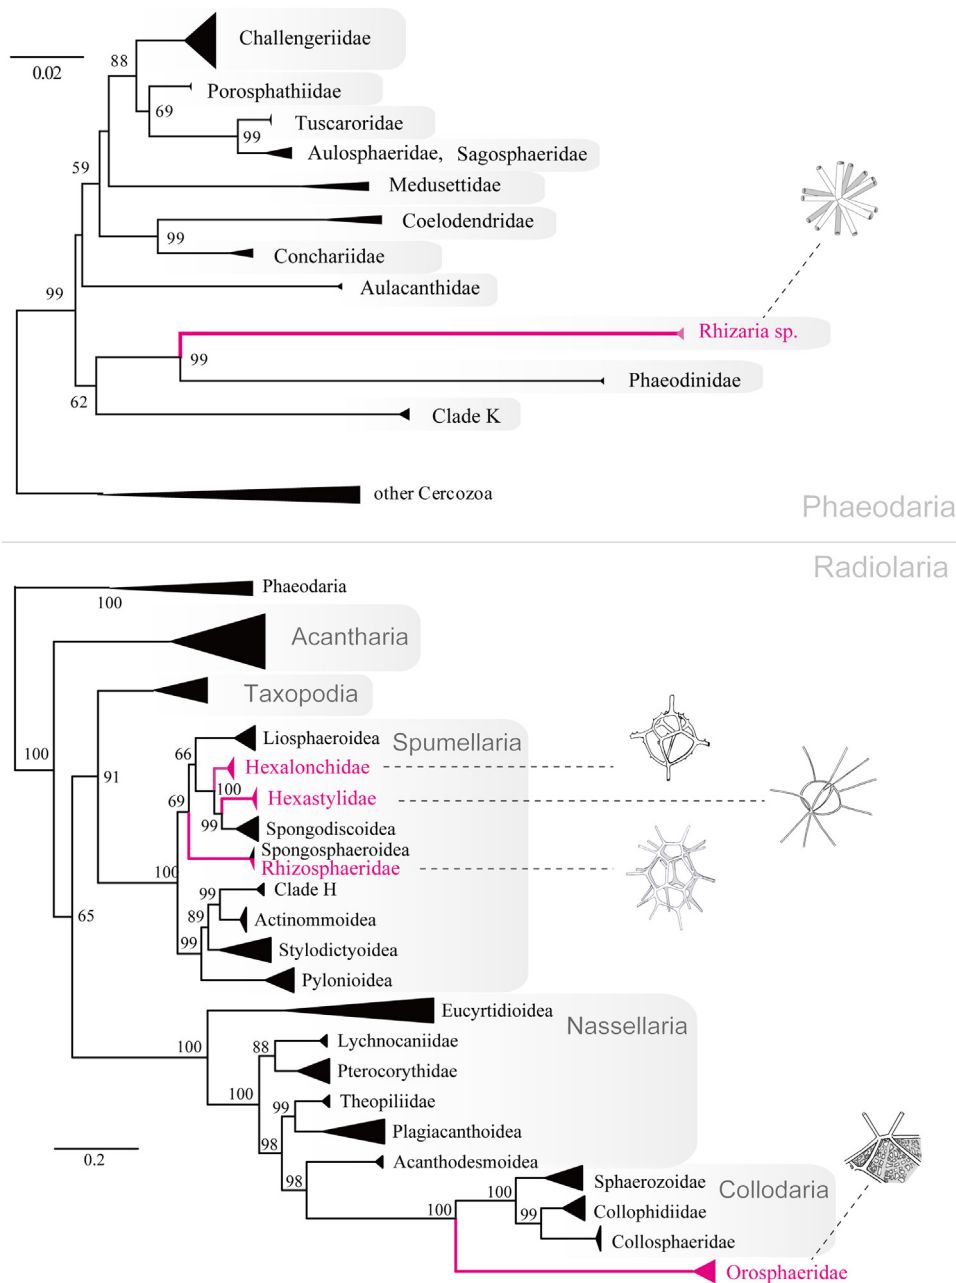 Challengeriidae
88
0.02
Porosphathiidae
69
Tuscaroridae
99
Aulosphaeridae, Sagosphaeridae
59
Medusettidae
Coelodendridae
99
Conchariidae
Aulacanthidae
99
Rhizaria sp.
99
Phaeodinidae
62
Clade K
other Cercozoa
Phaeodaria
Radiolaria
Phaeodaria
100
Acantharia
Taxopodia
Liosphaeroidea
Spumellaria
66
100
Hexalonchidae
91
100
69
Hexastylidae
99
Spongodiscoidea
Spongosphaeroidea
100
Rhizosphaeridae
99
Clade H
65
89
Actinommoidea
99
Stylodictyoidea
Pylonioidea
Eucyrtidioidea
Nassellaria
100
88
Lychnocaniidae
Pterocorythidae
100
99
Theopiliidae
Plagiacanthoidea
98
0.2
Acanthodesmoidea
98
Sphaerozoidae
100
Collodaria
100
99
Collophidiidae
Collosphaeridae
Orosphaeridae